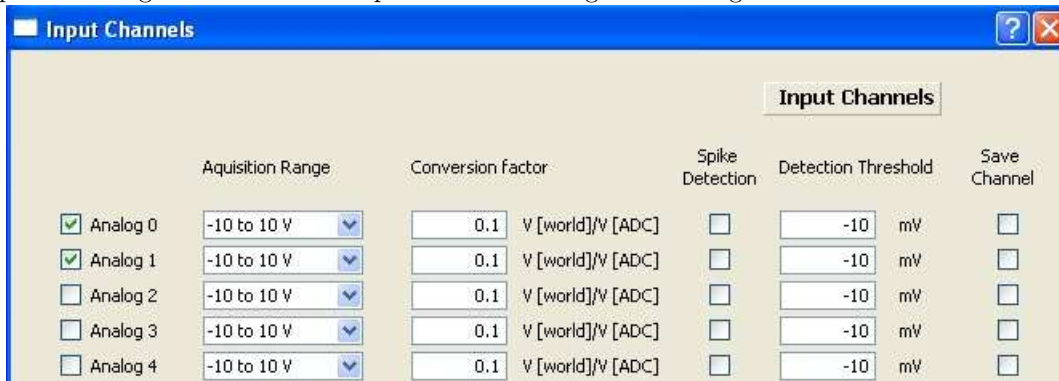 Input Channels
Input Channels
Aquisition Range Conversion factor Spike Detection Detection Threshold Save Channel
Analog 0 -10 to 10 V 0.1 V [world]/V [ADC] -10 mV
Analog 1 -10 to 10 V 0.1 V [world]/V [ADC] -10 mV
Analog 2 -10 to 10 V 0.1 V [world]/V [ADC] -10 mV
Analog 3 -10 to 10 V 0.1 V [world]/V [ADC] -10 mV
Analog 4 -10 to 10 V 0.1 V [world]/V [ADC] -10 mV